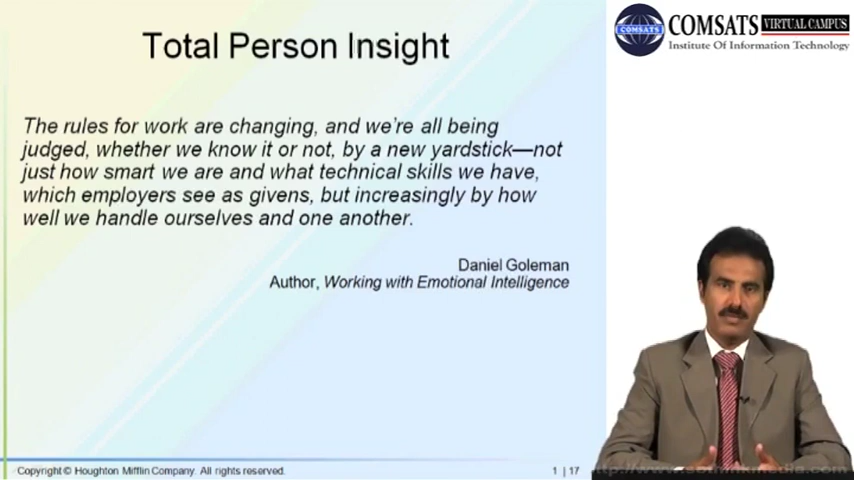 Total Person Insight
The rules for work are changing, and we're all being
judged, whether we know it or not, by a new yardstick—not
just how smart we are and what technical skills we have,
which employers see as givens, but increasingly by how
well we handle ourselves and one another.
Daniel Goleman
Author, Working with Emotional Intelligence
Copyright © Houghton Mifflin Company. All rights reserved.
1 | 17
COMSATS
COMSATS VIRTUAL CAMPUS
Institute Of Information Technology